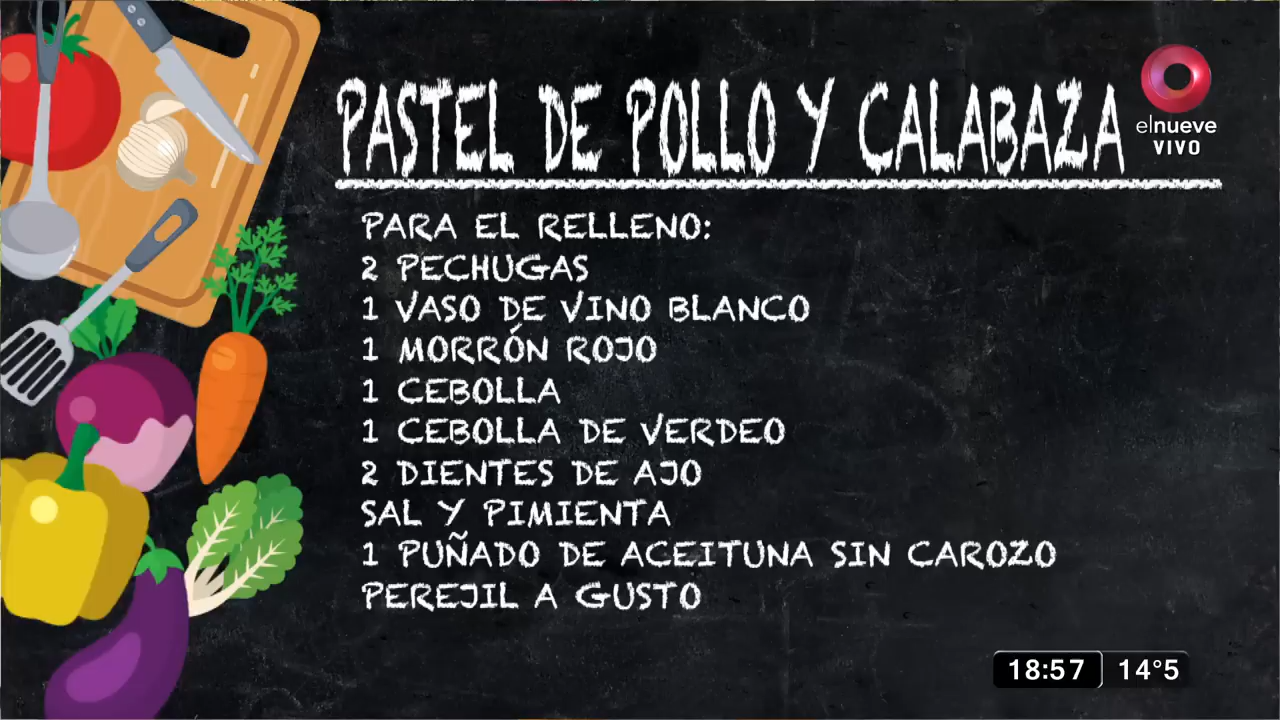 PASTEL DE POLLO Y CALABAZA
elnueve
VIVO
PARA EL RELLENO:
2 PECHUGAS
1 VASO DE VINO BLANCO
1 MORRÓN ROJO
1 CEBOLLA
1 CEBOLLA DE VERDEO
2 DIENTES DE AJO
SAL Y PIMIENTA
1 PUÑADO DE ACEITUNA SIN CAROZO
PEREJIL A GUSTO
18:57 14°5